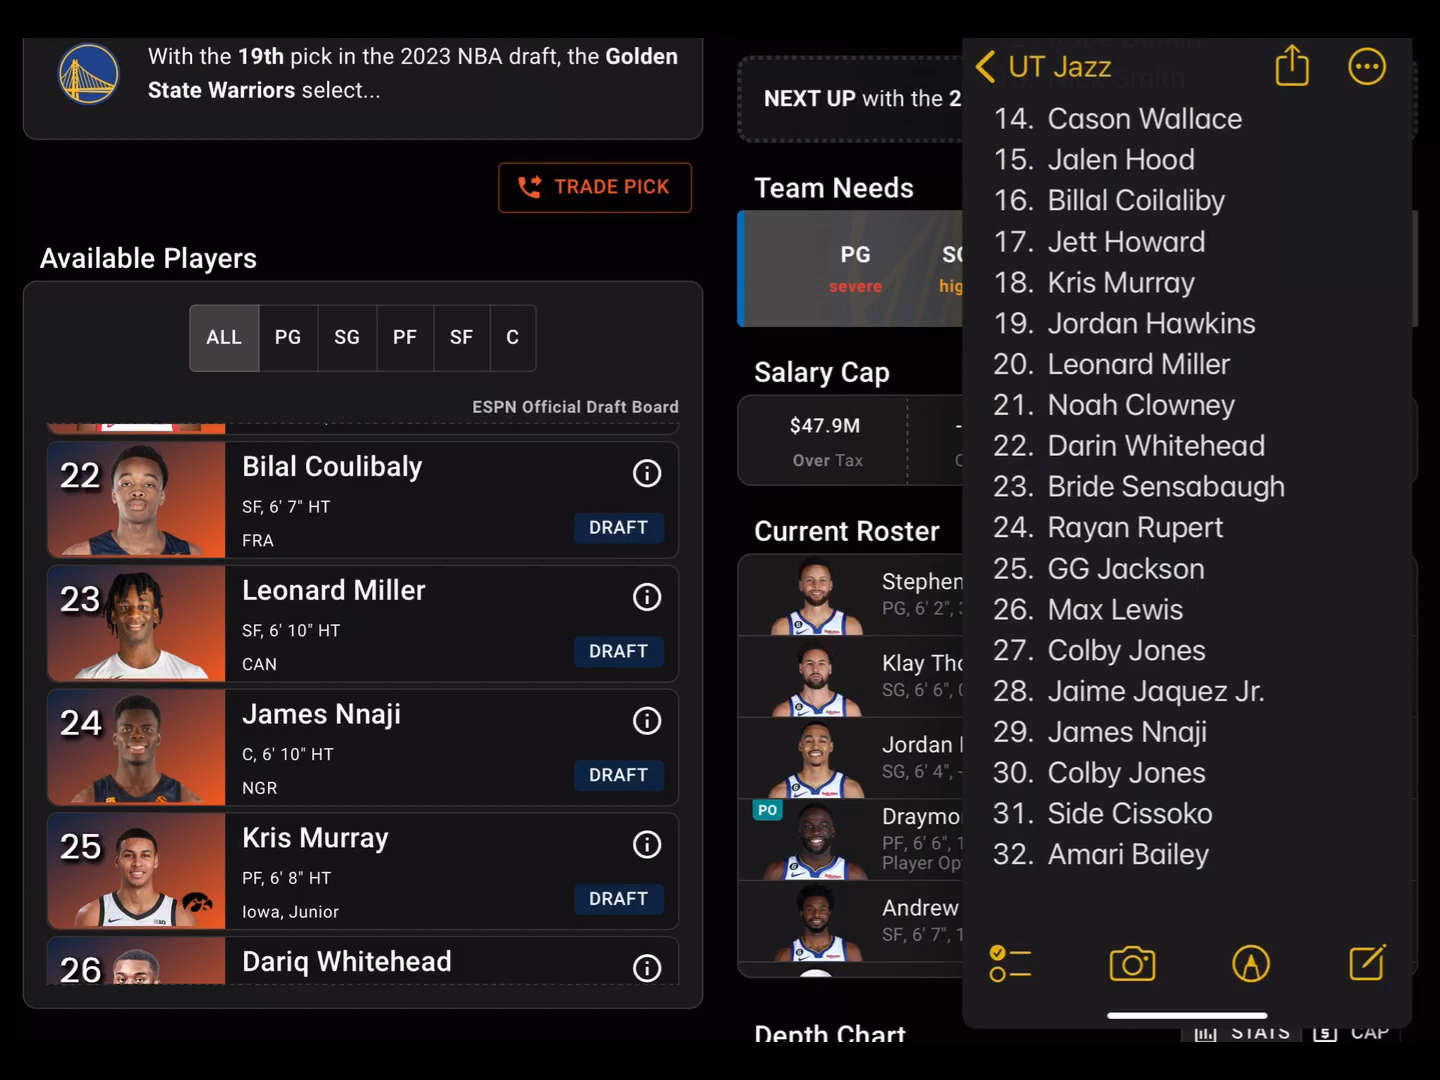 With the 19th pick in the 2023 NBA draft, the Golden
State Warriors select...
TRADE PICK
Available Players
ALL PG SG PF SF C
ESPN Official Draft Board
22
Bilal Coulibaly
SF, 6' 7" HT
FRA
DRAFT
23
Leonard Miller
SF, 6' 10" HT
CAN
DRAFT
24
James Nnaji
C, 6' 10" HT
NGR
DRAFT
25
Kris Murray
PF, 6' 8" HT
Iowa, Junior
DRAFT
26
Dariq Whitehead
NEXT UP with the 2
Team Needs
PG
severe
Salary Cap
$47.9M
Over Tax
Current Roster
Stephen
PG, 6' 2", 3
Klay Tho
SG, 6' 6", 0
Jordan
SG, 6' 4", -
PO
Draymo
PF, 6' 6", 1
Player Op
Andrew
SF, 6' 7", 1
Depth Chart
STATS
CAP
UT Jazz
14. Cason Wallace
15. Jalen Hood
16. Billal Coilaliby
17. Jett Howard
18. Kris Murray
19. Jordan Hawkins
20. Leonard Miller
21. Noah Clowney
22. Darin Whitehead
23. Bride Sensabaugh
24. Rayan Rupert
25. GG Jackson
26. Max Lewis
27. Colby Jones
28. Jaime Jaquez Jr.
29. James Nnaji
30. Colby Jones
31. Side Cissoko
32. Amari Bailey